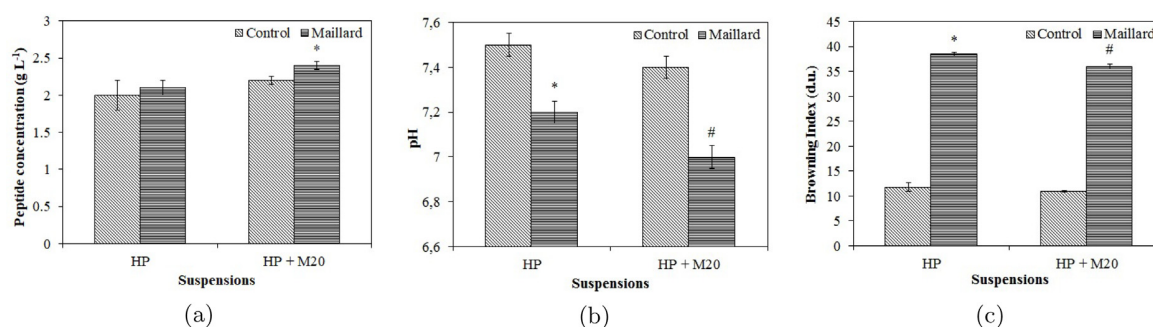 Peptide concentration (g L⁻¹)
3
2.5
2
1.5
1
0.5
0
Control Maillard
*
HP HP + M20
Suspensions
(a)
pH
7,6
7,4
7,2
7
6,8
6,6
Control Maillard
*
#
HP HP + M20
Suspensions
(b)
Browning Index (d.u.)
45
40
35
30
25
20
15
10
5
0
Control Maillard
*
#
HP HP + M20
Suspensions
(c)